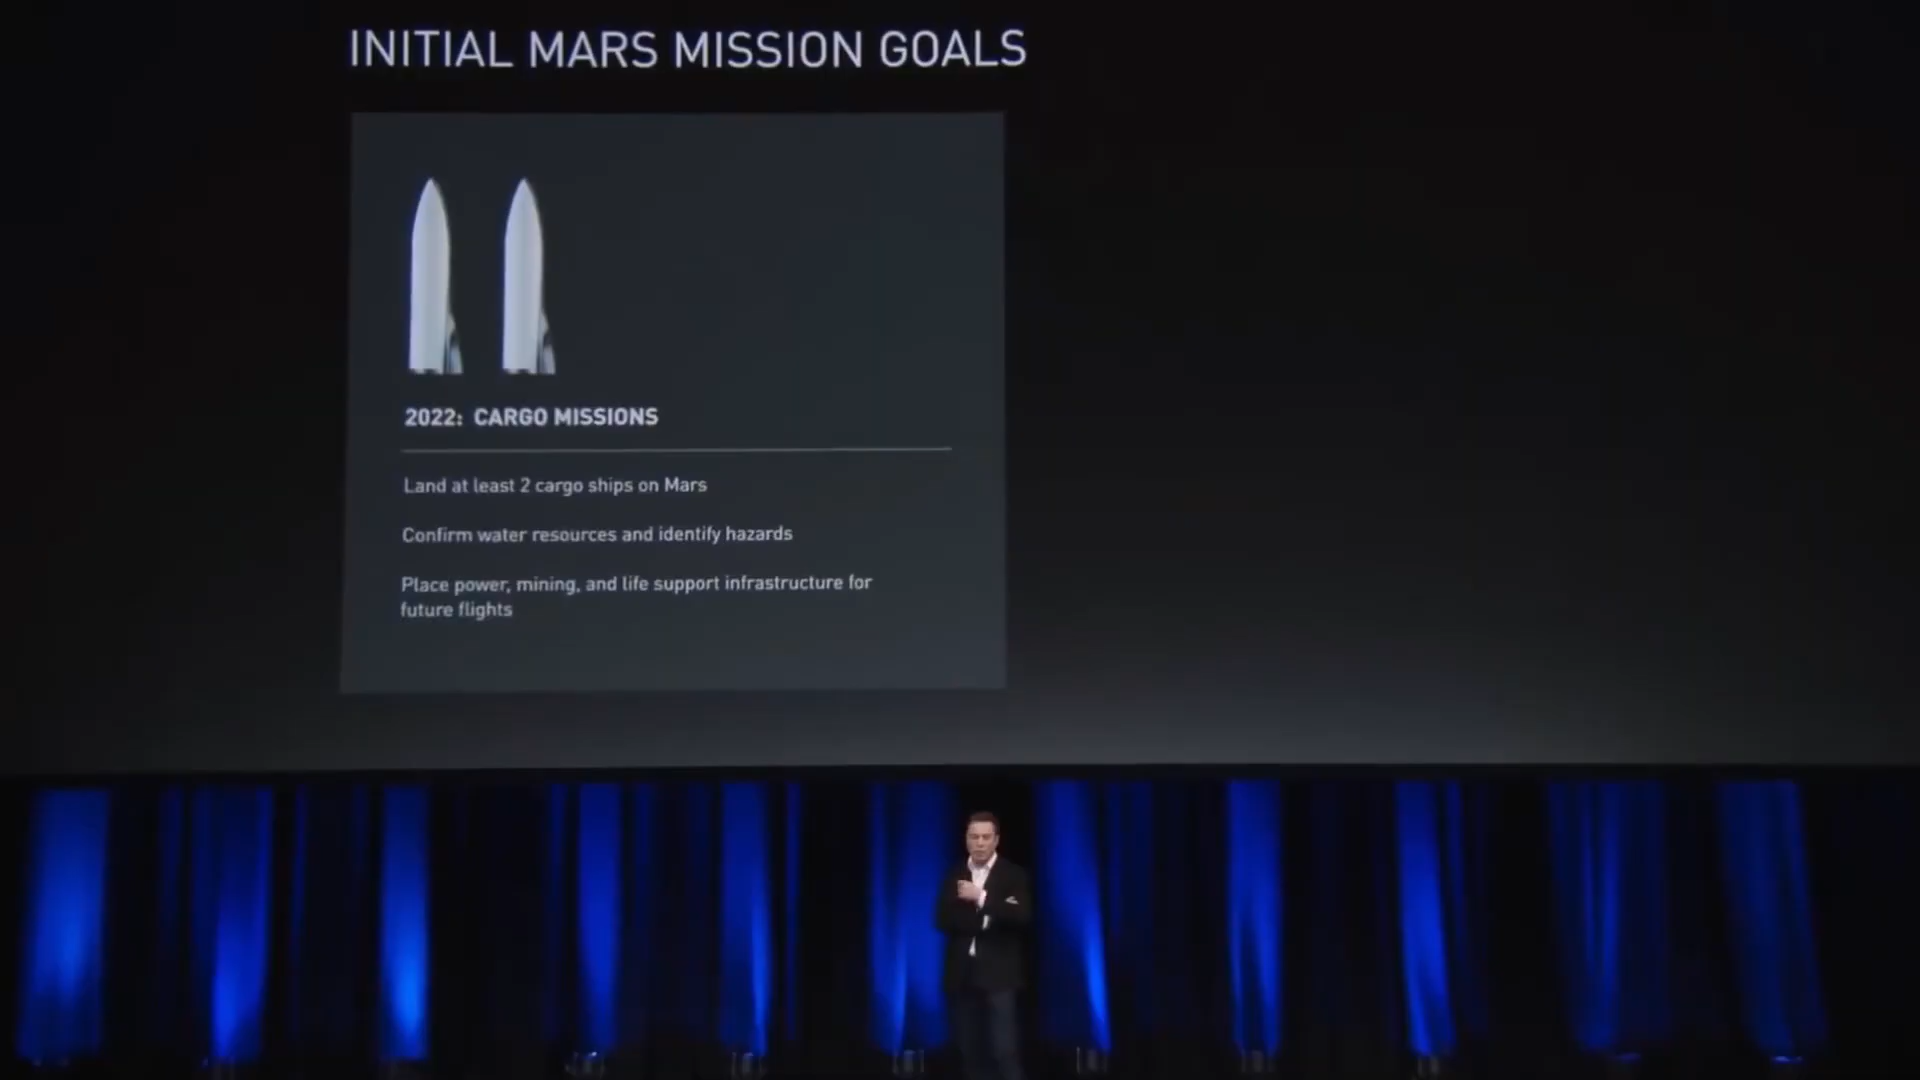 INITIAL MARS MISSION GOALS
2022: CARGO MISSIONS
Land at least 2 cargo ships on Mars
Confirm water resources and identify hazards
Place power, mining, and life support infrastructure for
future flights